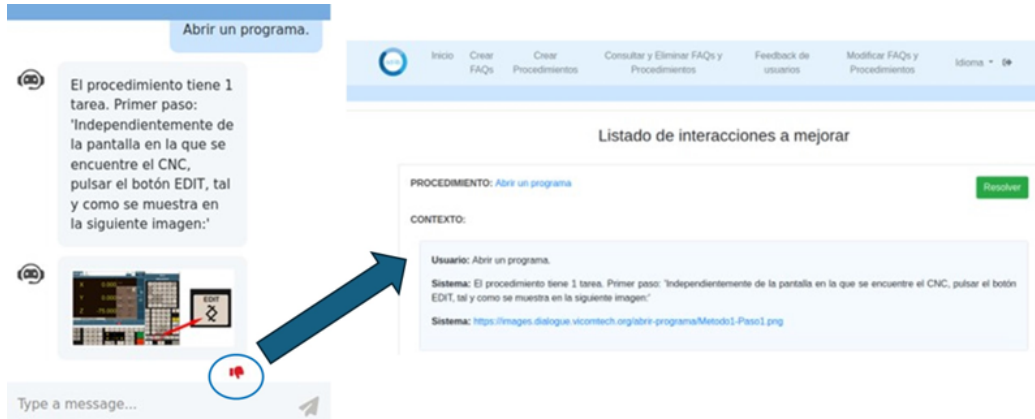 Abrir un programa.
El procedimiento tiene 1
tarea. Primer paso:
'Independientemente de
la pantalla en la que se
encuentre el CNC,
pulsar el botón EDIT, tal
y como se muestra en
la siguiente imagen:'
EDIT
Type a message...
Inicio
Crear
FAQs
Crear
Procedimientos
Consultar y Eliminar FAQs y
Procedimientos
Feedback de
usuarios
Modificar FAQs y
Procedimientos
Idioma
Listado de interacciones a mejorar
PROCEDIMIENTO: Abrir un programa
Resolver
CONTEXTO:
Usuario: Abrir un programa.
Sistema: El procedimiento tiene 1 tarea. Primer paso: 'Independientemente de la pantalla en la que se encuentre el CNC, pulsar el botón
EDIT, tal y como se muestra en la siguiente imagen:'
Sistema: https://images.dialogue.vicomtech.org/abrir-programa/Metodo1-Paso1.png